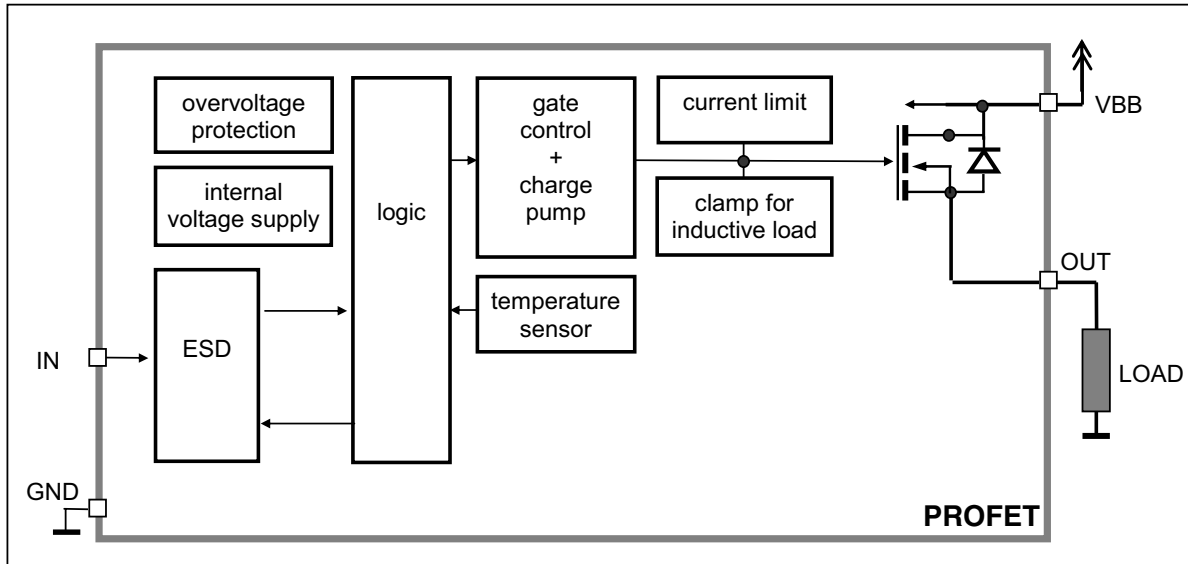 overvoltage
protection
internal
voltage supply
logic
gate
control
+
charge
pump
current limit
clamp for
inductive load
temperature
sensor
ESD
VBB
OUT
LOAD
IN
GND
PROFET